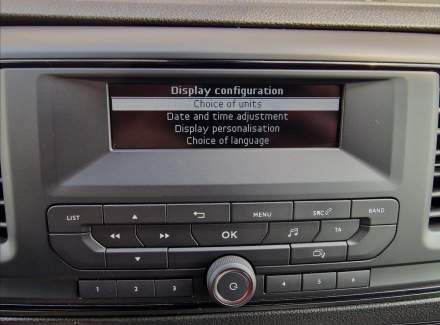 Display configuration
Choice of units
Date and time adjustment
Display personalisation
Choice of language
LIST
MENU
SRC
BAND
OK
TA
1 2 3 4 5 6